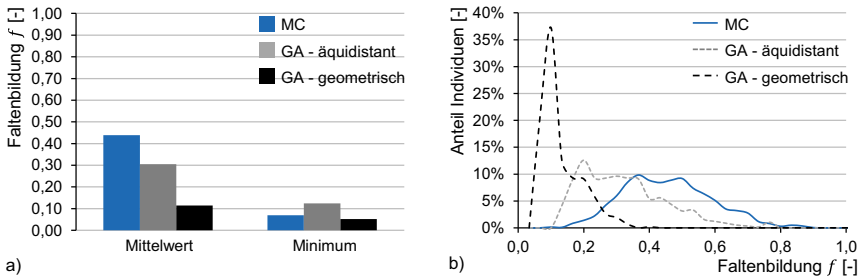 Faltenbildung f [-]
1,00
0,90
0,80
0,70
0,60
0,50
0,40
0,30
0,20
0,10
0,00
MC
GA - äquidistant
GA - geometrisch
Mittelwert
Minimum
a)
Anteil Individuen [-]
40%
35%
30%
25%
20%
15%
10%
5%
0%
MC
GA - äquidistant
GA - geometrisch
0,0
0,2
0,4
0,6
0,8
1,0
Faltenbildung f [-]
b)